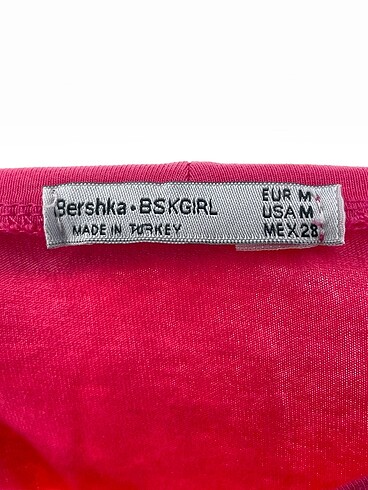 Bershka • BSKGIRL EUR M
USA M
MADE IN TURKEY MEX 28